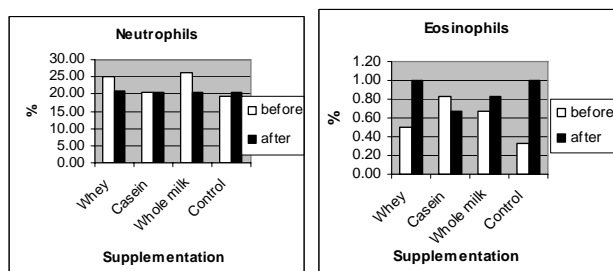 Neutrophils
30.00
25.00
20.00
15.00
10.00
5.00
0.00
%
before
after
Whey
Casein
Whole milk
Control
Supplementation
Eosinophils
1.20
1.00
0.80
0.60
0.40
0.20
0.00
%
before
after
Whey
Casein
Whole milk
Control
Supplementation